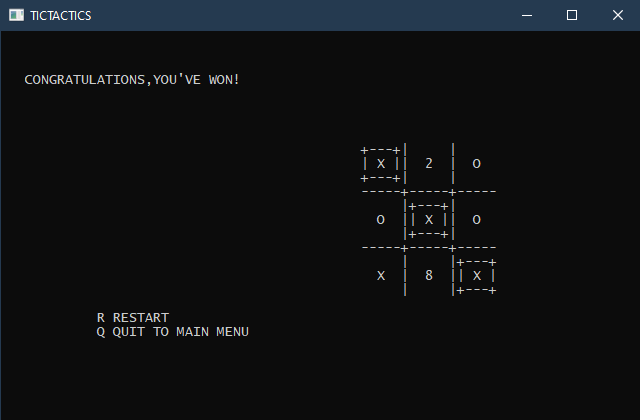 TICTACTICS
CONGRATULATIONS,YOU'VE WON!
+---+|     |
| X ||  2  |  O
+---+|     |
-----+-----+-----
     |+---+|
  O  || X ||  O
     |+---+|
-----+-----+-----
     |     |+---+
  X  |  8  || X |
     |     |+---+
R RESTART
Q QUIT TO MAIN MENU